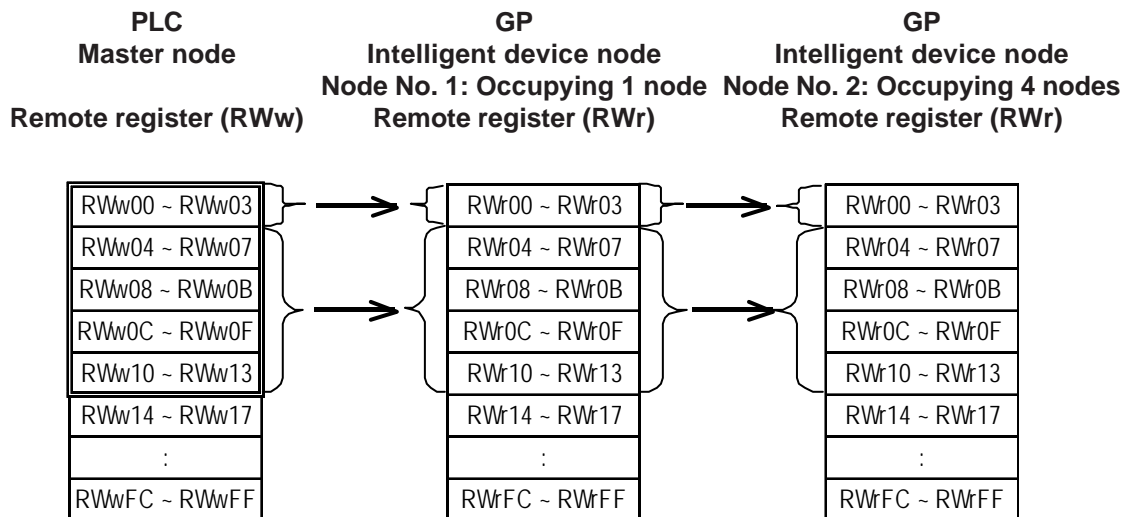 PLC
Master node
Remote register (RWw)
GP
Intelligent device node
Node No. 1: Occupying 1 node
Remote register (RWr)
GP
Intelligent device node
Node No. 2: Occupying 4 nodes
Remote register (RWr)
RWw00 ~ RWw03
RWw04 ~ RWw07
RWw08 ~ RWw0B
RWw0C ~ RWw0F
RWw10 ~ RWw13
RWw14 ~ RWw17
:
RWwFC ~ RWwFF
RWr00 ~ RWr03
RWr04 ~ RWr07
RWr08 ~ RWr0B
RWr0C ~ RWr0F
RWr10 ~ RWr13
RWr14 ~ RWr17
:
RWrFC ~ RWrFF
RWr00 ~ RWr03
RWr04 ~ RWr07
RWr08 ~ RWr0B
RWr0C ~ RWr0F
RWr10 ~ RWr13
RWr14 ~ RWr17
:
RWrFC ~ RWrFF